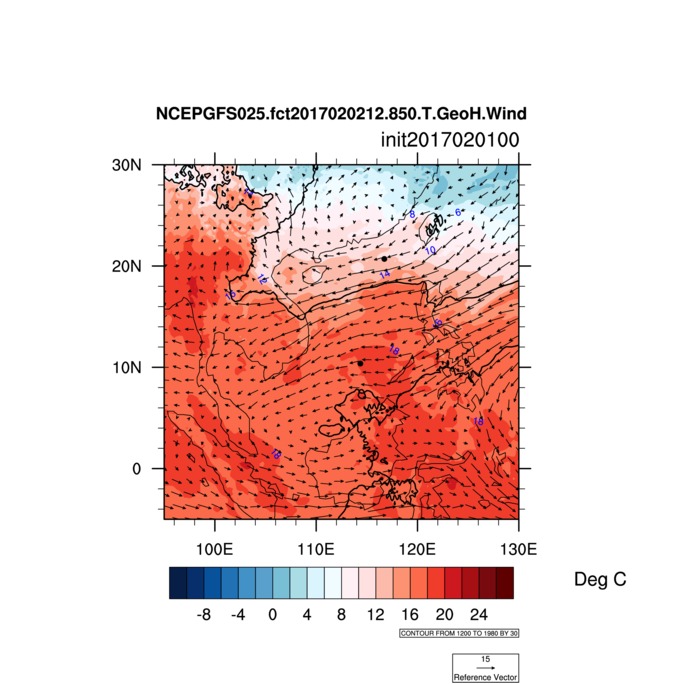 NCEPGFS025.fct2017020212.850.T.GeoH.Wind
init2017020100
30N
20N
10N
0
100E
110E
120E
130E
8
6
10
14
18
16
18
-8 -4 0 4 8 12 16 20 24
Deg C
CONTOUR FROM 1200 TO 1980 BY 30
15
Reference Vector